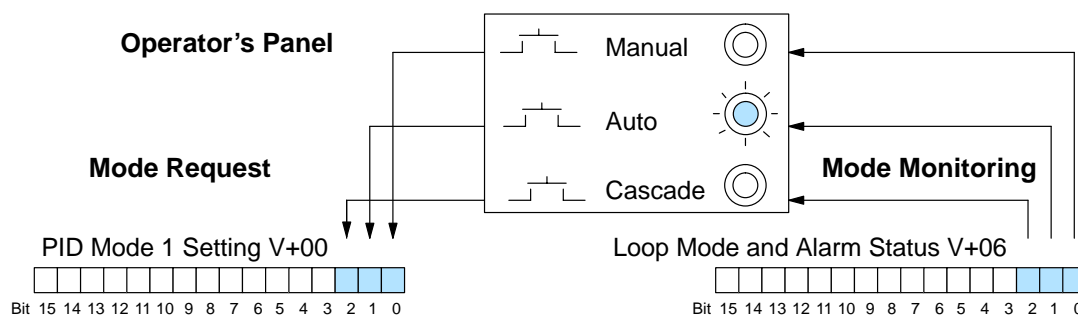 Operator's Panel
Manual
Auto
Cascade
Mode Request
Mode Monitoring
PID Mode 1 Setting V+00
Bit 15 14 13 12 11 10 9 8 7 6 5 4 3 2 1 0
Loop Mode and Alarm Status V+06
Bit 15 14 13 12 11 10 9 8 7 6 5 4 3 2 1 0